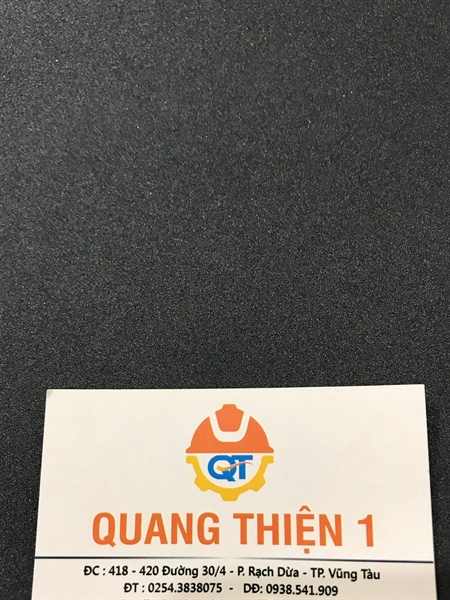 QT
QUANG THIỆN 1
ĐC : 418 - 420 Đường 30/4 - P. Rạch Dừa - TP. Vũng Tàu
ĐT : 0254.3838075 - DĐ: 0938.541.909